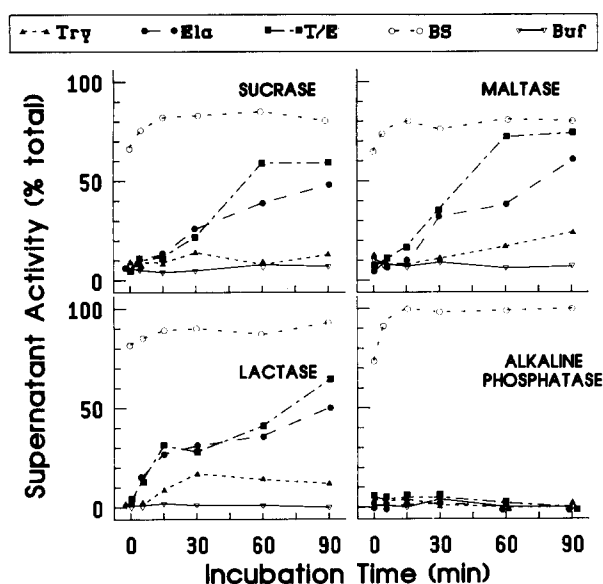 Try Ela T/E BS Buf
Supernatant Activity (% total)
100
50
0
SUCRASE
MALTASE
100
50
0
LACTASE
ALKALINE
PHOSPHATASE
0 30 60 90
0 30 60 90
Incubation Time (min)